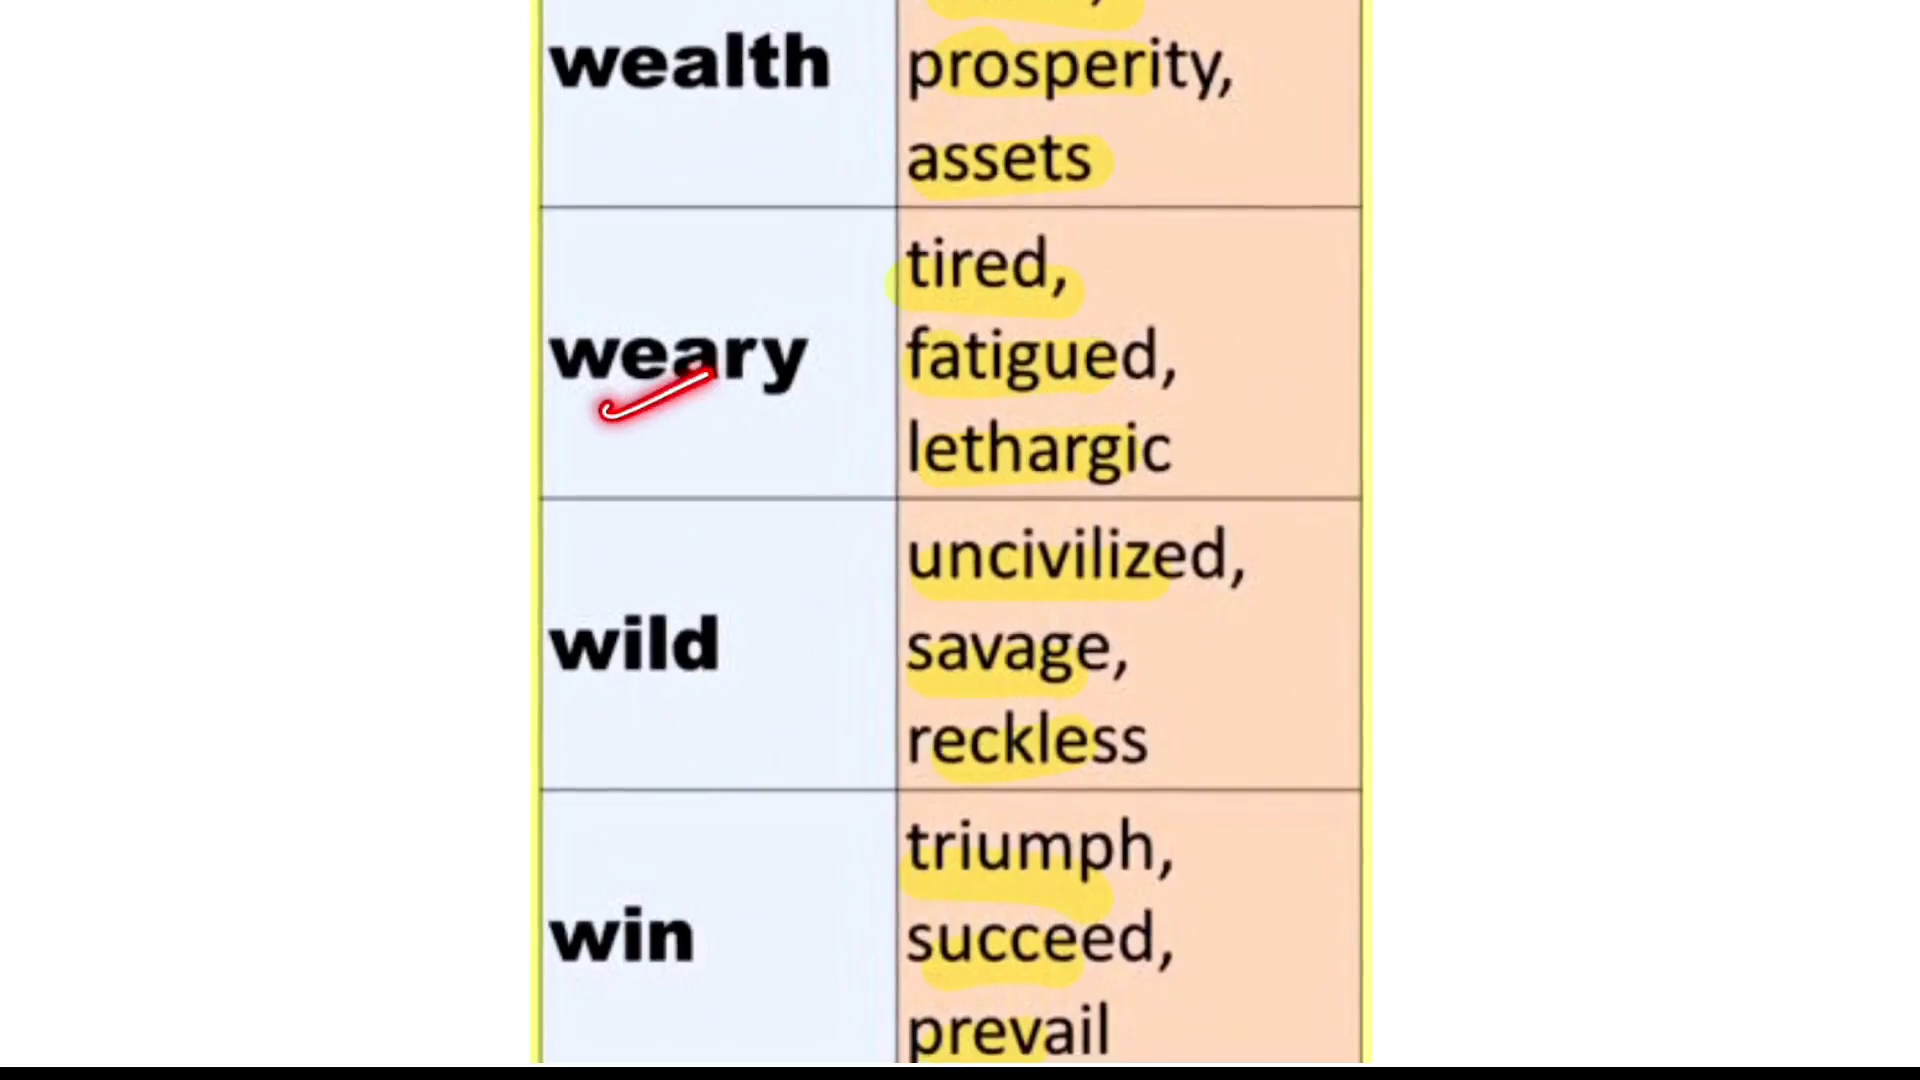 wealth
prosperity,
assets
weary
tired,
fatigued,
lethargic
wild
uncivilized,
savage,
reckless
win
triumph,
succeed,
prevail